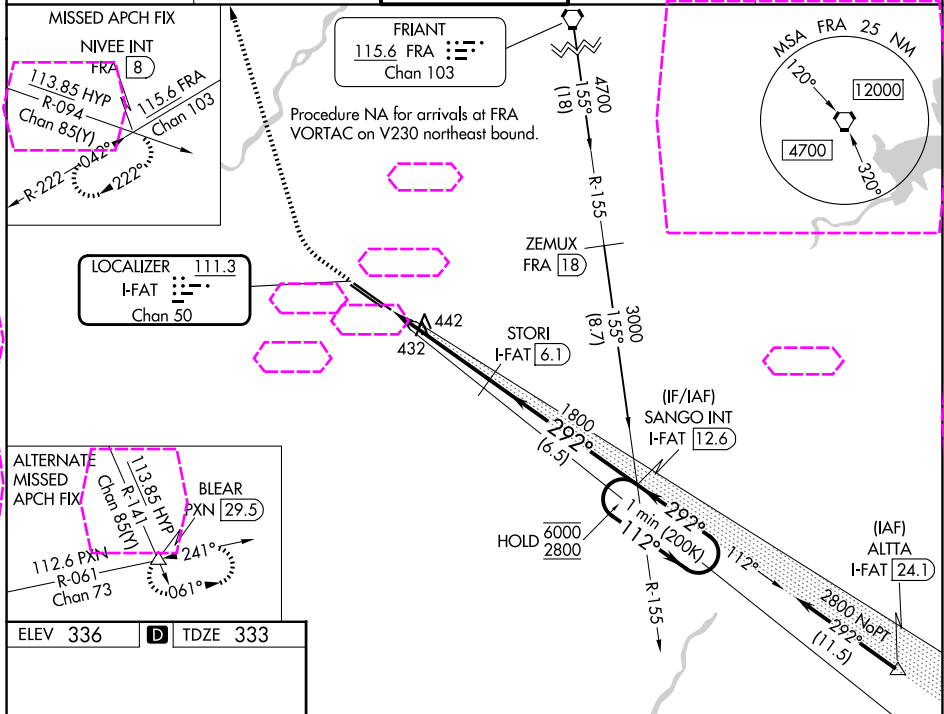 MISSED APCH FIX
NIVEE INT
FRA 8
113.85 HYP
R-094
Chan 85(Y)
115.6 FRA
Chan 103
R-222
042°
222°
FRIANT
115.6 FRA
Chan 103
Procedure NA for arrivals at FRA
VORTAC on V230 northeast bound.
4700
155°
(18)
R-155
MSA FRA 25 NM
120°
12000
4700
320°
LOCALIZER 111.3
I-FAT
Chan 50
ZEMUX
FRA 18
442
432
STORI
I-FAT 6.1
3000
155°
(8.7)
(IF/IAF)
SANGO INT
I-FAT 12.6
1800
292°
(6.5)
HOLD 6000
2800
1 min (200K)
292°
112°
112°
R-155
(IAF)
ALTTA
I-FAT 24.1
2800 NoPT
292°
(11.5)
ALTERNATE
MISSED
APCH FIX
113.85 HYP
R-141
Chan 85(Y)
BLEAR
PXN 29.5
112.6 PXN
R-061
Chan 73
241°
061°
ELEV 336 D TDZE 333